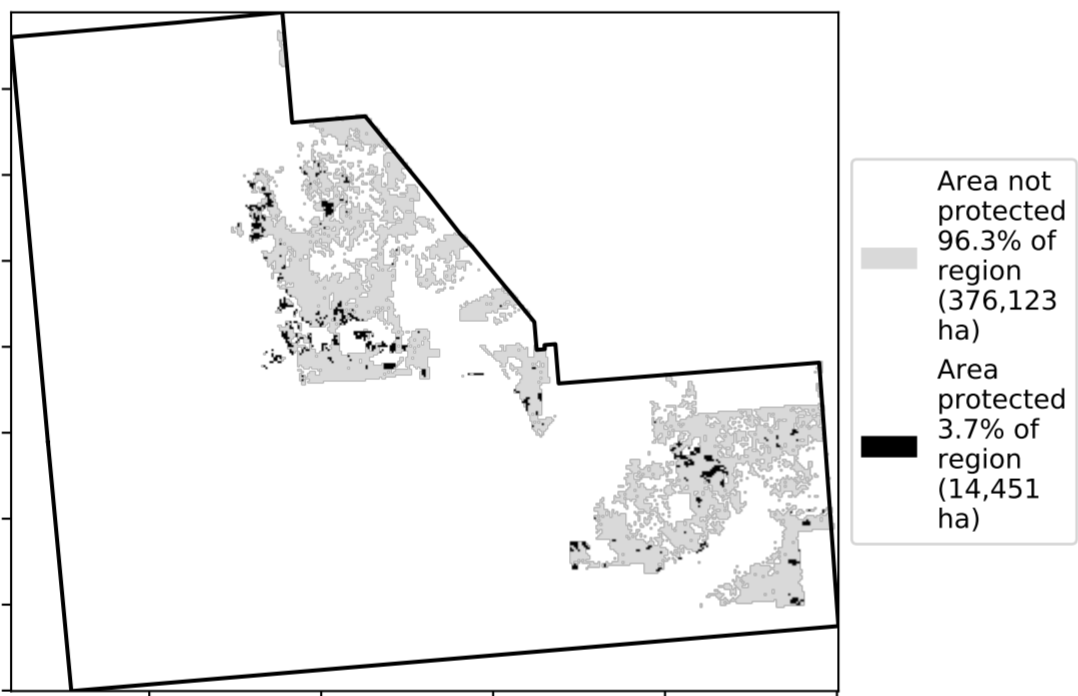 Area not
protected
96.3% of
region
(376,123
ha)
Area
protected
3.7% of
region
(14,451
ha)